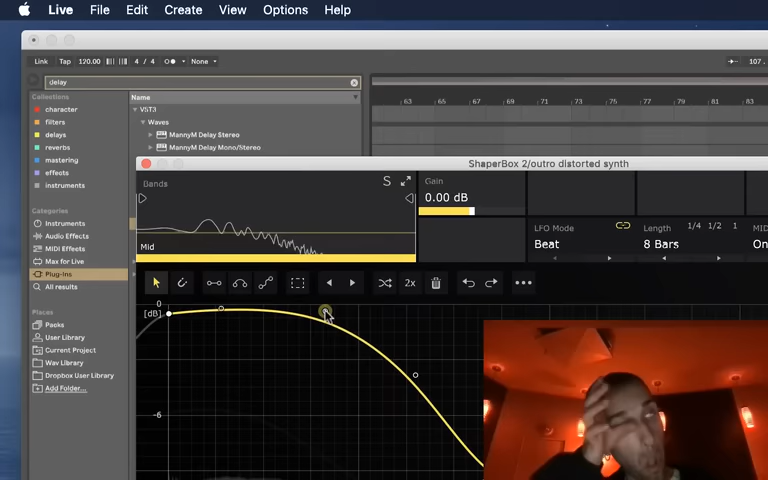 Live File Edit Create View Options Help
Link Tap 120.00 4 / 4 None 107.
delay
Collections
character
filters
delays
reverbs
mastering
effects
instruments
Categories
Instruments
Audio Effects
MIDI Effects
Max for Live
Plug-Ins
All results
Places
Packs
User Library
Current Project
Wav Library
Dropbox User Library
Add Folder...
Name
VST3
Waves
MannyM Delay Stereo
MannyM Delay Mono/Stereo
63 65 67 69 71 73 75 77 79 81 83
ShaperBox 2/outro distorted synth
Bands S
Mid
Gain
0.00 dB
LFO Mode
Beat
Length 1/4 1/2 1
8 Bars
MID
On
2x
0
[dB]
-6